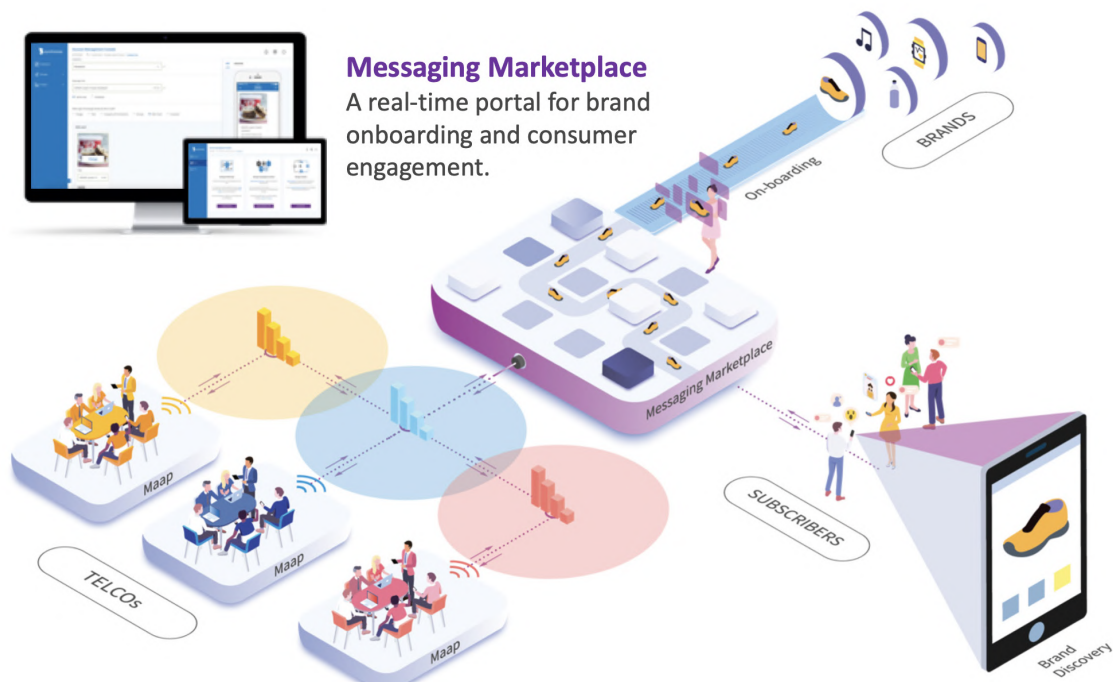 Messaging Marketplace
A real-time portal for brand
onboarding and consumer
engagement.
BRANDS
On-boarding
Messaging Marketplace
Maap
Maap
Maap
TELCOs
SUBSCRIBERS
Brand
Discovery